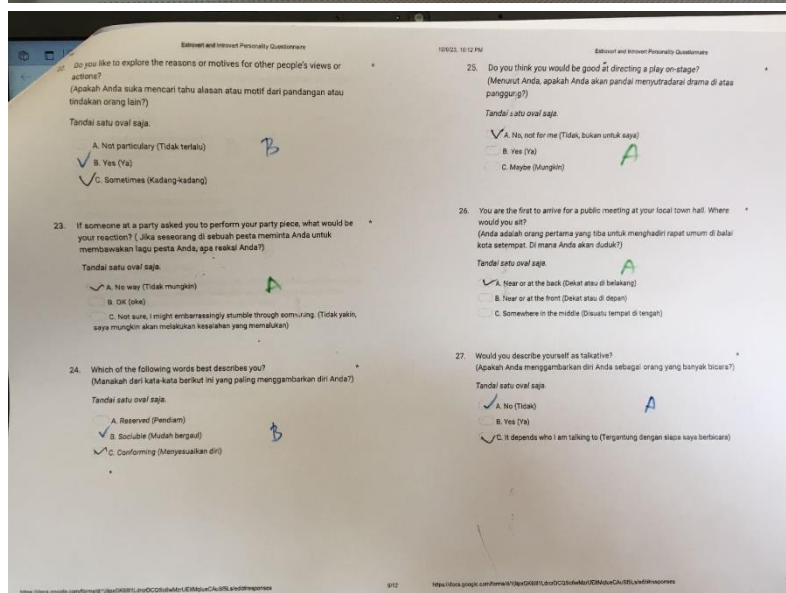 Extrovert and Introvert Personality Questionnaire
Do you like to explore the reasons or motives for other people's views or
actions?
(Apakah Anda suka mencari tahu alasan atau motif dari pandangan atau
tindakan orang lain?)
Tandai satu oval saja.
A. Not particulary (Tidak terlalu)
B
B. Yes (Ya)
C. Sometimes (Kadang-kadang)
23. If someone at a party asked you to perform your party piece, what would be
your reaction? ( Jika seseorang di sebuah pesta meminta Anda untuk
membawakan lagu pesta Anda, apa reaksi Anda?)
Tandai satu oval saja.
A. No way (Tidak mungkin)
A
B. OK (oke)
C. Not sure, I might embarrassingly stumble through (Tidak yakin,
saya mungkin akan melakukan kesalahan yang memalukan)
24. Which of the following words best describes you?
(Manakah dari kata-kata berikut ini yang paling menggambarkan diri Anda?)
Tandai satu oval saja.
A. Reserved (Pendiam)
B. Sociable (Mudah bergaul)
B
C. Conforming (Menyesuaikan diri)
9/12
10:12 PM
Extrovert and Introvert Personality Questionnaire
25. Do you think you would be good at directing a play on-stage?
(Menurut Anda, apakah Anda akan pandai menyutradarai drama di atas
panggung?)
Tandai satu oval saja.
A. No, not for me (Tidak, bukan untuk saya)
B. Yes (Ya)
A
C. Maybe (Mungkin)
26. You are the first to arrive for a public meeting at your local town hall. Where
would you sit?
(Anda adalah orang pertama yang tiba untuk menghadiri rapat umum di balai
kota setempat. Di mana Anda akan duduk?)
Tandai satu oval saja.
A
A. Near or at the back (Dekat atau di belakang)
B. Near or at the front (Dekat atau di depan)
C. Somewhere in the middle (Disuatu tempat di tengah)
27. Would you describe yourself as talkative?
(Apakah Anda menggambarkan diri Anda sebagai orang yang banyak bicara?)
Tandai satu oval saja.
A. No (Tidak)
A
B. Yes (Ya)
C. It depends who I am talking to (Tergantung dengan siapa saya berbicara)